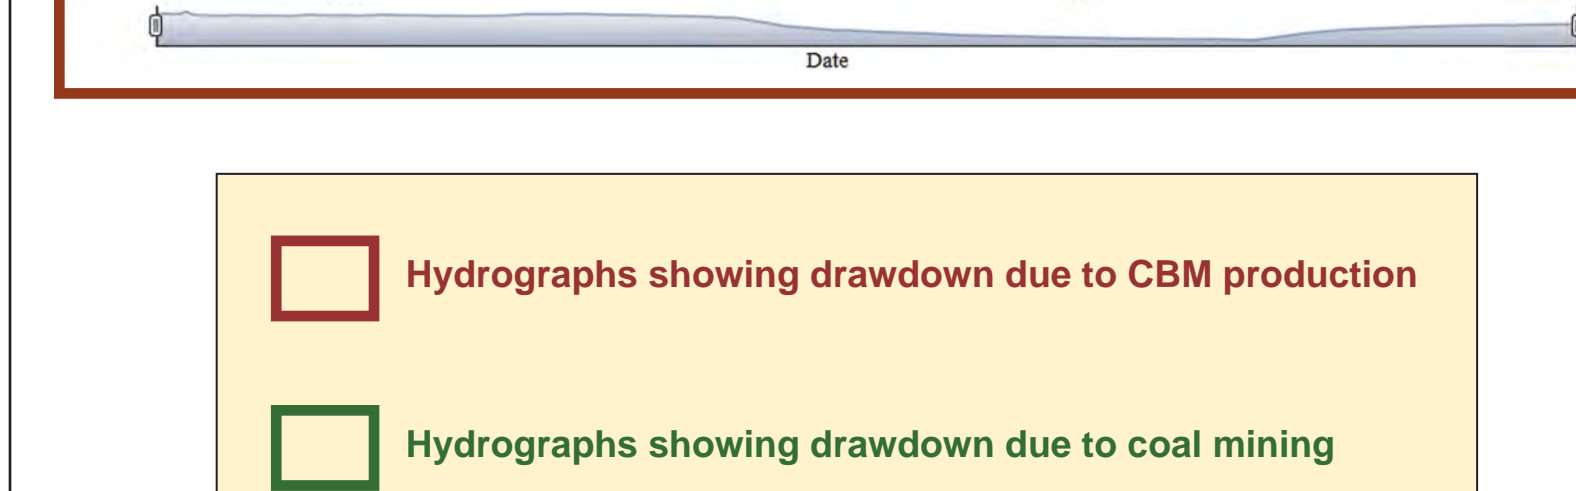 Date
Hydrographs showing drawdown due to CBM production
Hydrographs showing drawdown due to coal mining